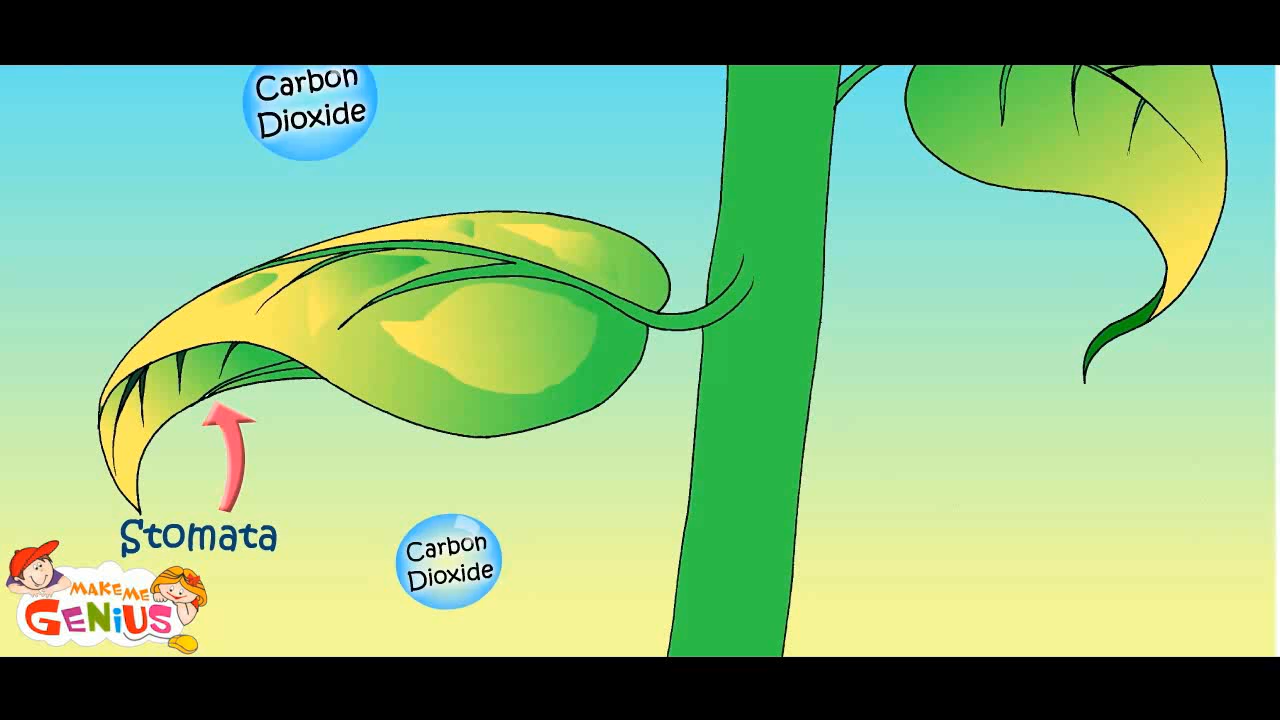 Carbon
Dioxide
Stomata
Carbon
Dioxide
MAKE ME
GENiUS